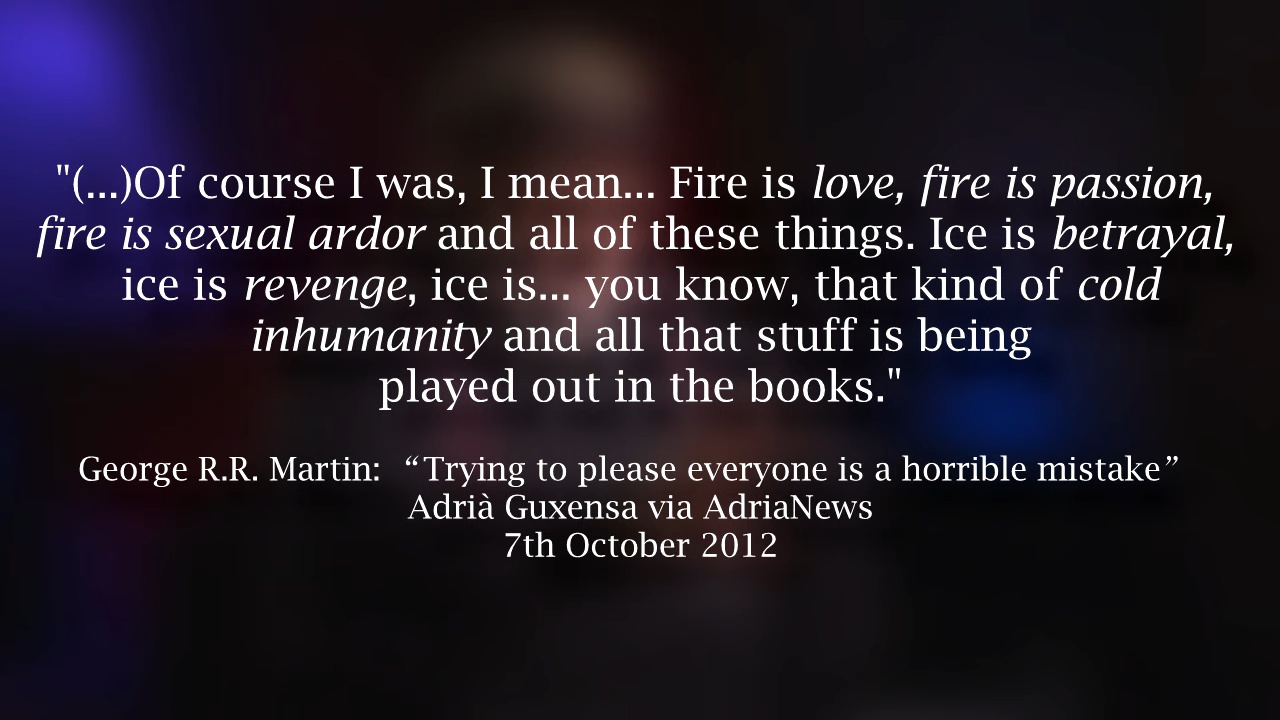 "(...)Of course I was, I mean... Fire is love, fire is passion,
fire is sexual ardor and all of these things. Ice is betrayal,
ice is revenge, ice is... you know, that kind of cold
inhumanity and all that stuff is being
played out in the books."
George R.R. Martin: “Trying to please everyone is a horrible mistake”
Adrià Guxensa via AdriaNews
7th October 2012